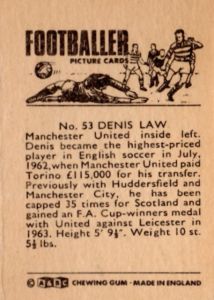 FOOTBALLER
PICTURE CARDS
No. 53 DENIS LAW
Manchester United inside left.
Denis became the highest-priced
player in English soccer in July,
1962, when Manchester United paid
Torino £115,000 for his transfer.
Previously with Huddersfield and
Manchester City, he has been
capped 35 times for Scotland and
gained an F.A. Cup-winners medal
with United against Leicester in
1963. Height 5' 9½". Weight 10 st.
5½ lbs.
© A&BC CHEWING GUM - MADE IN ENGLAND